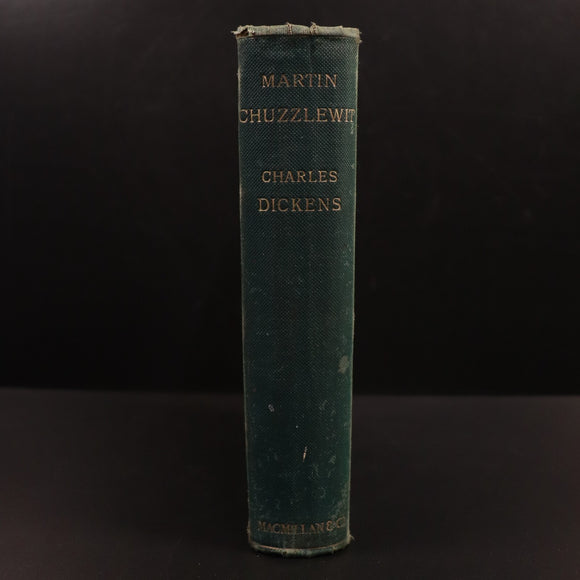 MARTIN
CHUZZLEWIT
CHARLES
DICKENS
MACMILLAN & Co.